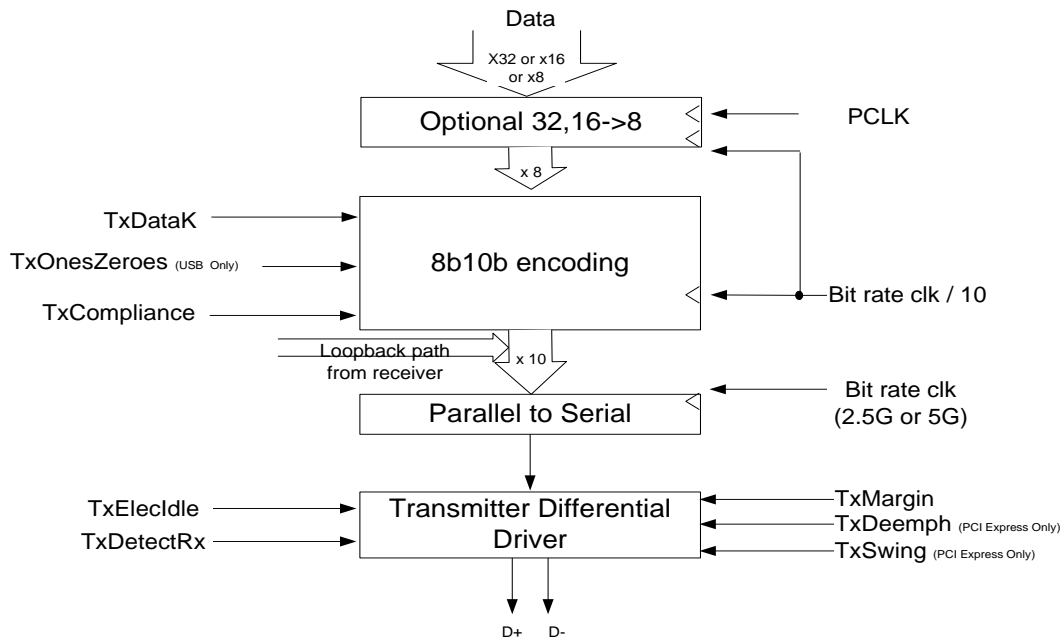 Data
X32 or x16
or x8
Optional 32,16->8
PCLK
x 8
TxDataK
TxOnesZeroes (USB Only)
8b10b encoding
TxCompliance
Bit rate clk / 10
Loopback path
from receiver
x 10
Parallel to Serial
Bit rate clk
(2.5G or 5G)
TxElecIdle
TxDetectRx
Transmitter Differential
Driver
TxMargin
TxDeemph (PCI Express Only)
TxSwing (PCI Express Only)
D+
D-